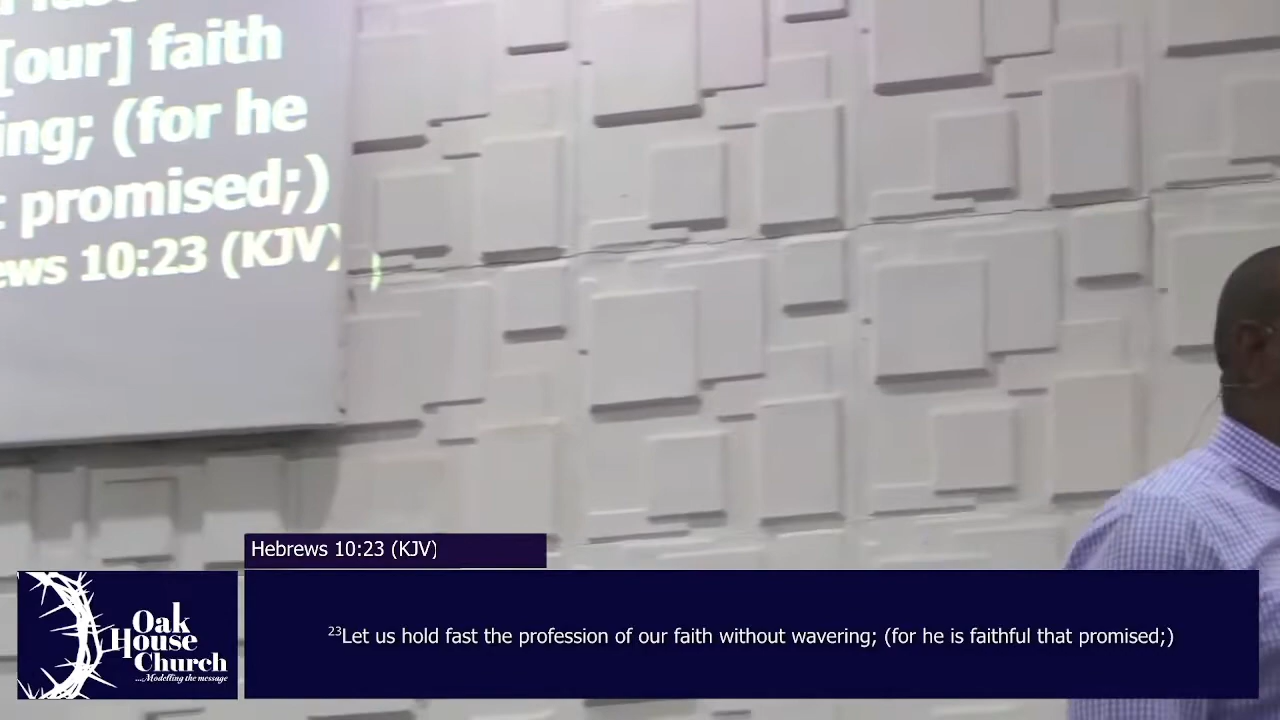 [our] faith
ing; (for he
promised;)
10:23 (KJV)
Hebrews 10:23 (KJV)
23Let us hold fast the profession of our faith without wavering; (for he is faithful that promised;)
Oak
House
Church
...Modelling the message